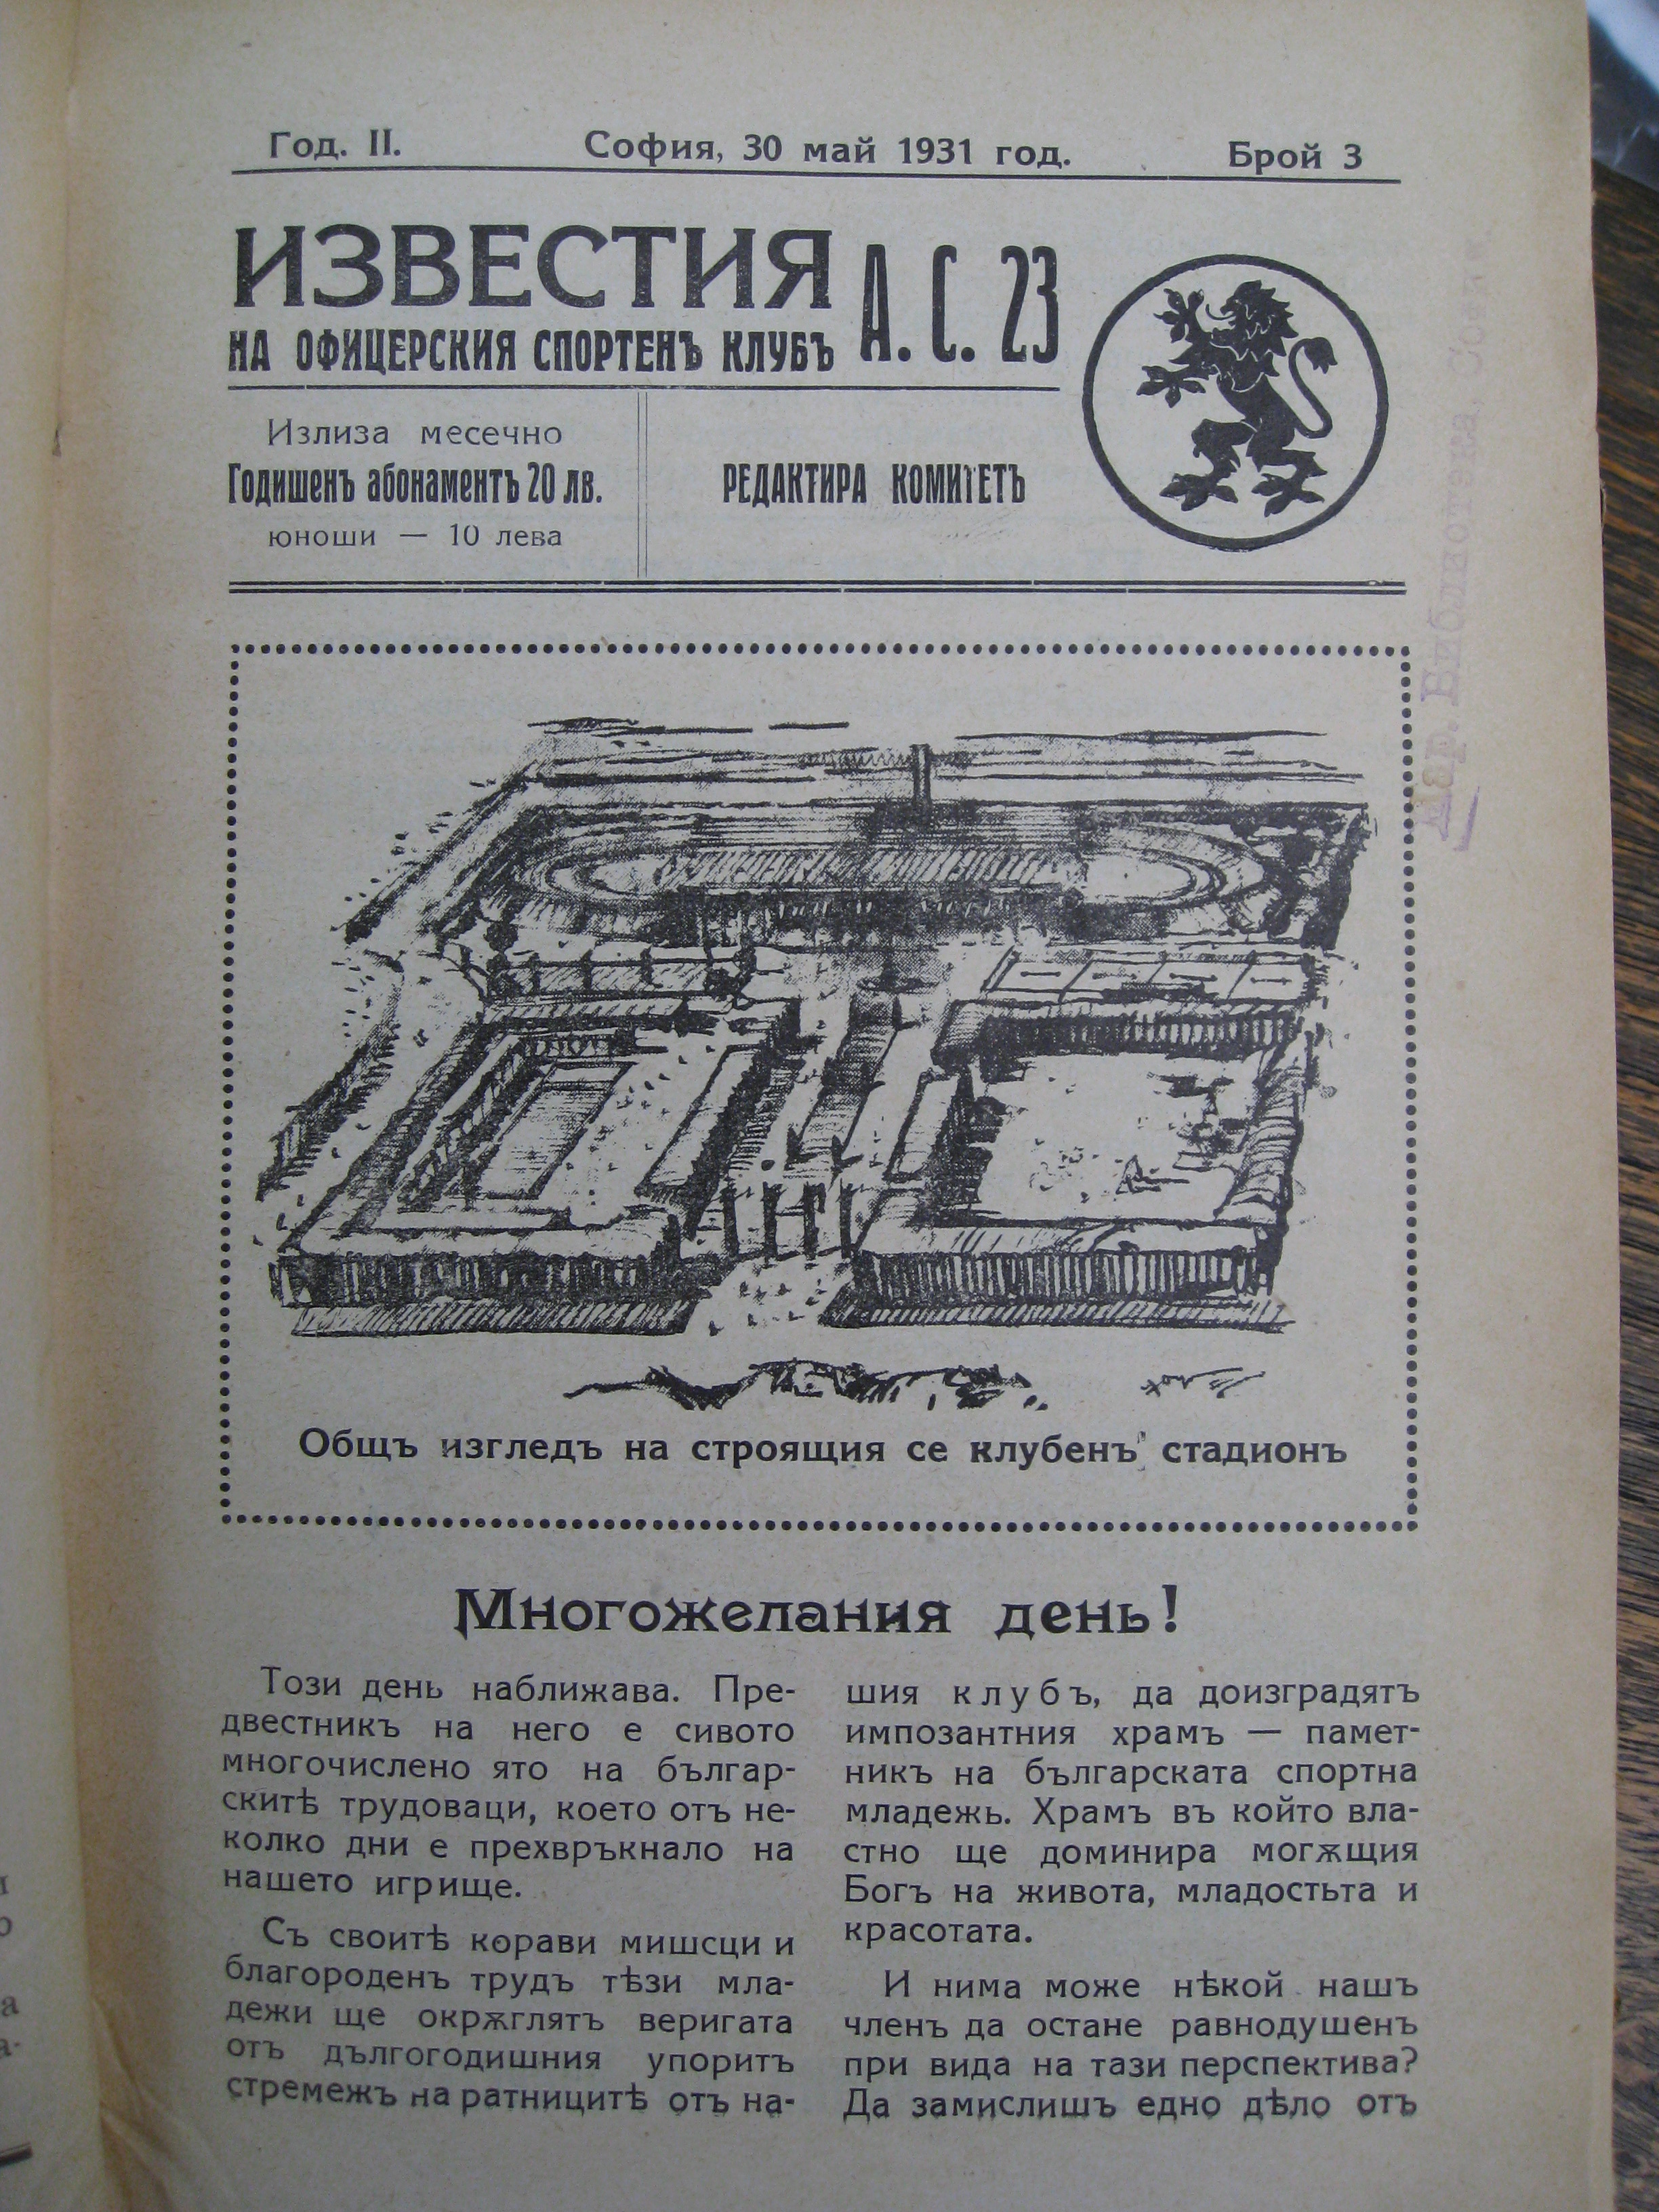 Год. II. София, 30 май 1931 год. Брой 3
ИЗВЕСТИЯ А. С. 23
НА ОФИЦЕРСКИЯ СПОРТЕНЪ КЛУБЪ
Излиза месечно
Годишенъ абонаментъ 20 лв.
юноши — 10 лева
РЕДАКТИРА КОМИТЕТЪ
Общъ изгледъ на строящия се клубенъ стадионъ
Многожелания день!
Този день наближава. Пре-
двестникъ на него е сивото
многочислено ято на българ-
скитѣ трудоваци, което отъ не-
колко дни е прехвръкнало на
нашето игрище.
Съ своитѣ корави мишсци и
благороденъ трудъ тѣзи мла-
дежи ще окрѫглятъ веригата
отъ дългогодишния упоритъ
стремежъ на ратницитѣ отъ на-
шия клубъ, да доизградятъ
импозантния храмъ — памет-
никъ на българската спортна
младежь. Храмъ въ който вла-
стно ще доминира могѫщия
Богъ на живота, младостьта и
красотата.
И нима може нѣкой нашъ
членъ да остане равнодушенъ
при вида на тази перспектива?
Да замислишъ едно дѣло отъ
Нар. Библиотека,